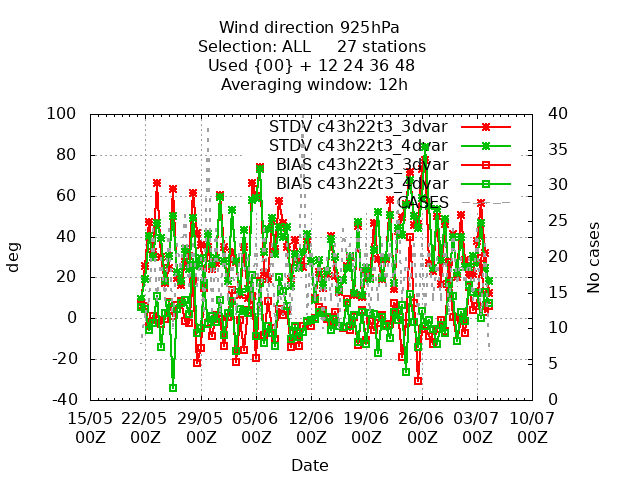 Wind direction 925hPa
Selection: ALL 27 stations
Used {00} + 12 24 36 48
Averaging window: 12h
100 40
STDV c43h22t3_3dvar
STDV c43h22t3_4dvar
80 35
BIAS c43h22t3_3dvar
BIAS c43h22t3_4dvar
60 30
CASES
40 25
20 20
0 15
-20 10
5
-40 0
deg
No cases
15/05 22/05 29/05 05/06 12/06 19/06 26/06 03/07 10/07
00Z 00Z 00Z 00Z 00Z 00Z 00Z 00Z 00Z
Date